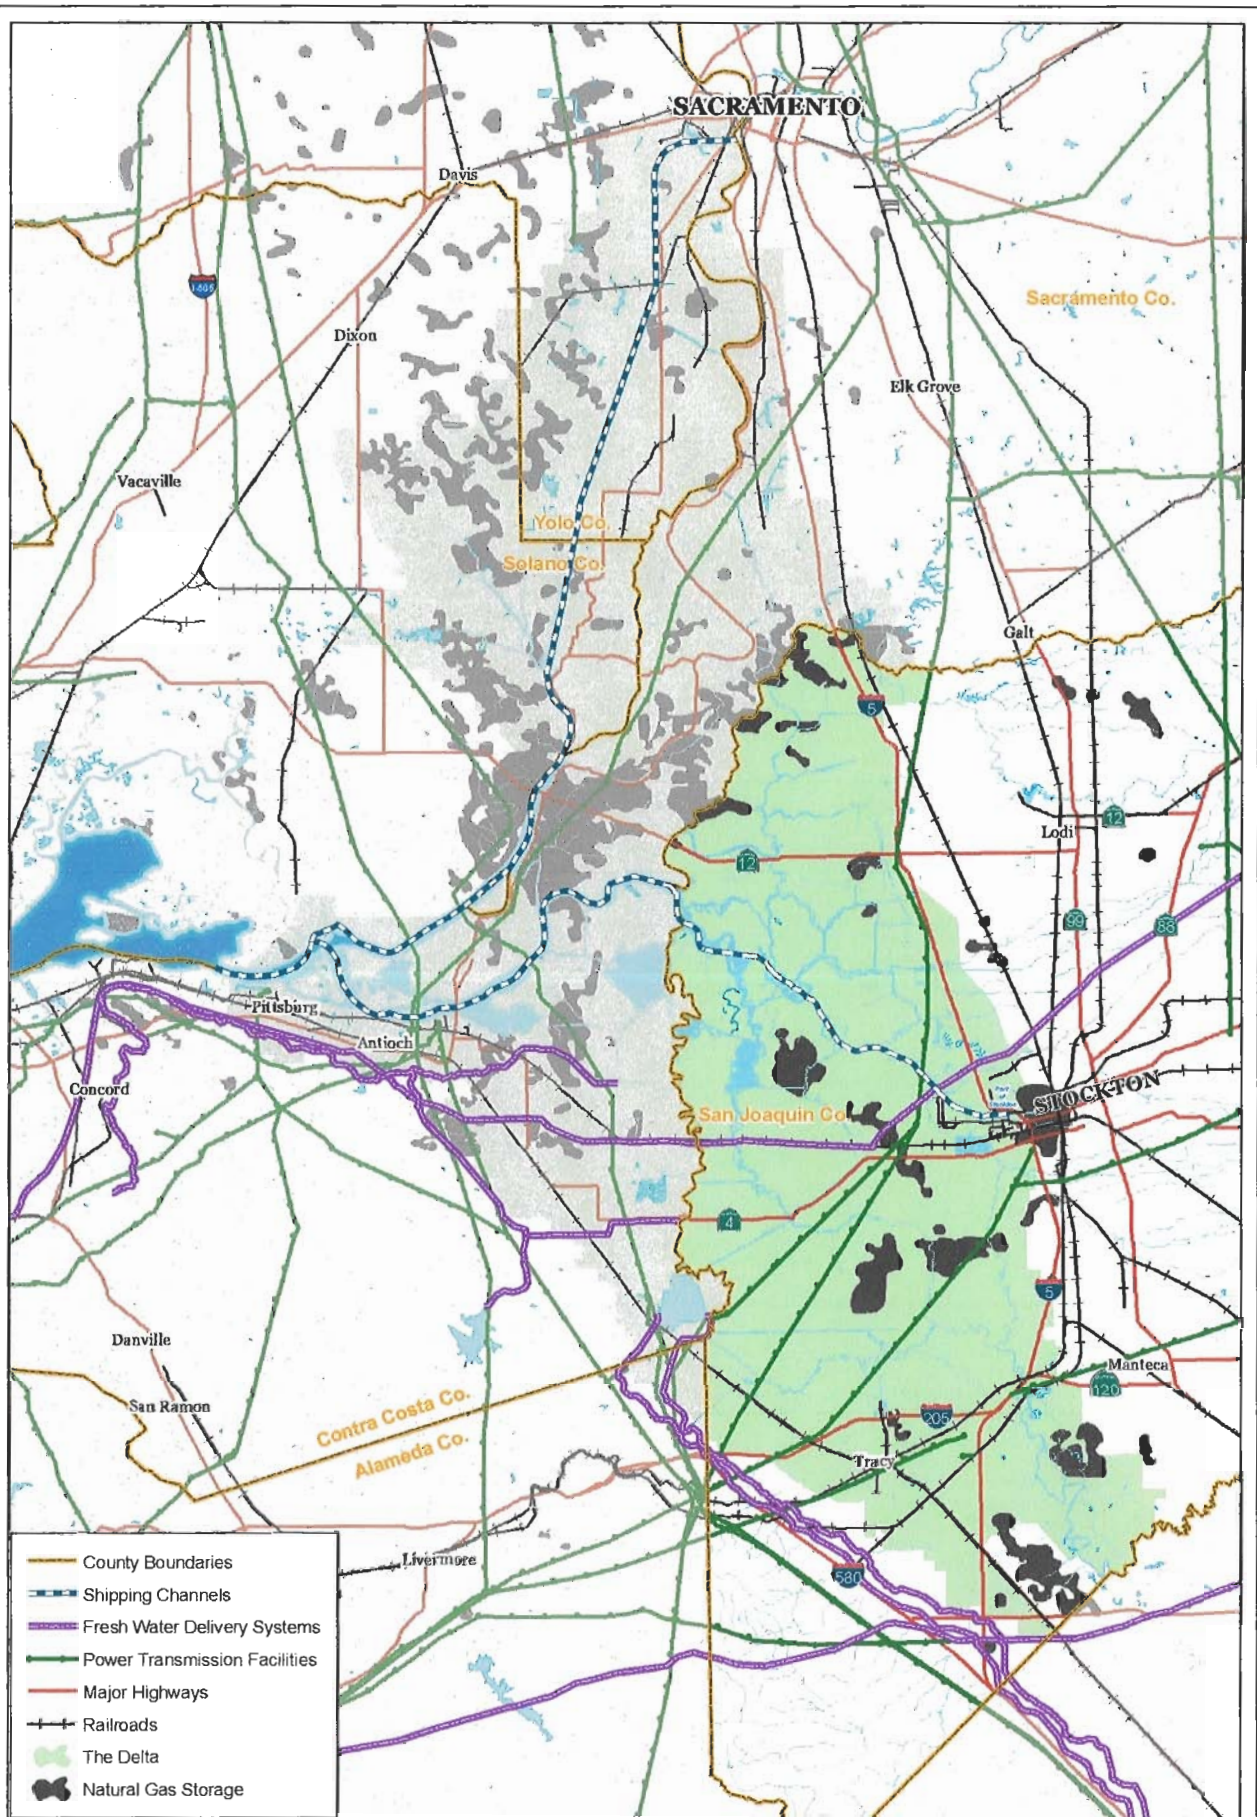 SACRAMENTO
Davis
Sacramento Co.
Dixon
Elk Grove
Vacaville
Yolo Co.
Solano Co.
Galt
5
12
Lodi
12
99
88
Pittsburg
Antioch
Concord
STOCKTON
San Joaquin Co
4
5
Danville
Manteca
120
San Ramon
205
Contra Costa Co.
Alameda Co.
Tracy
Livermore
580
County Boundaries
Shipping Channels
Fresh Water Delivery Systems
Power Transmission Facilities
Major Highways
Railroads
The Delta
Natural Gas Storage